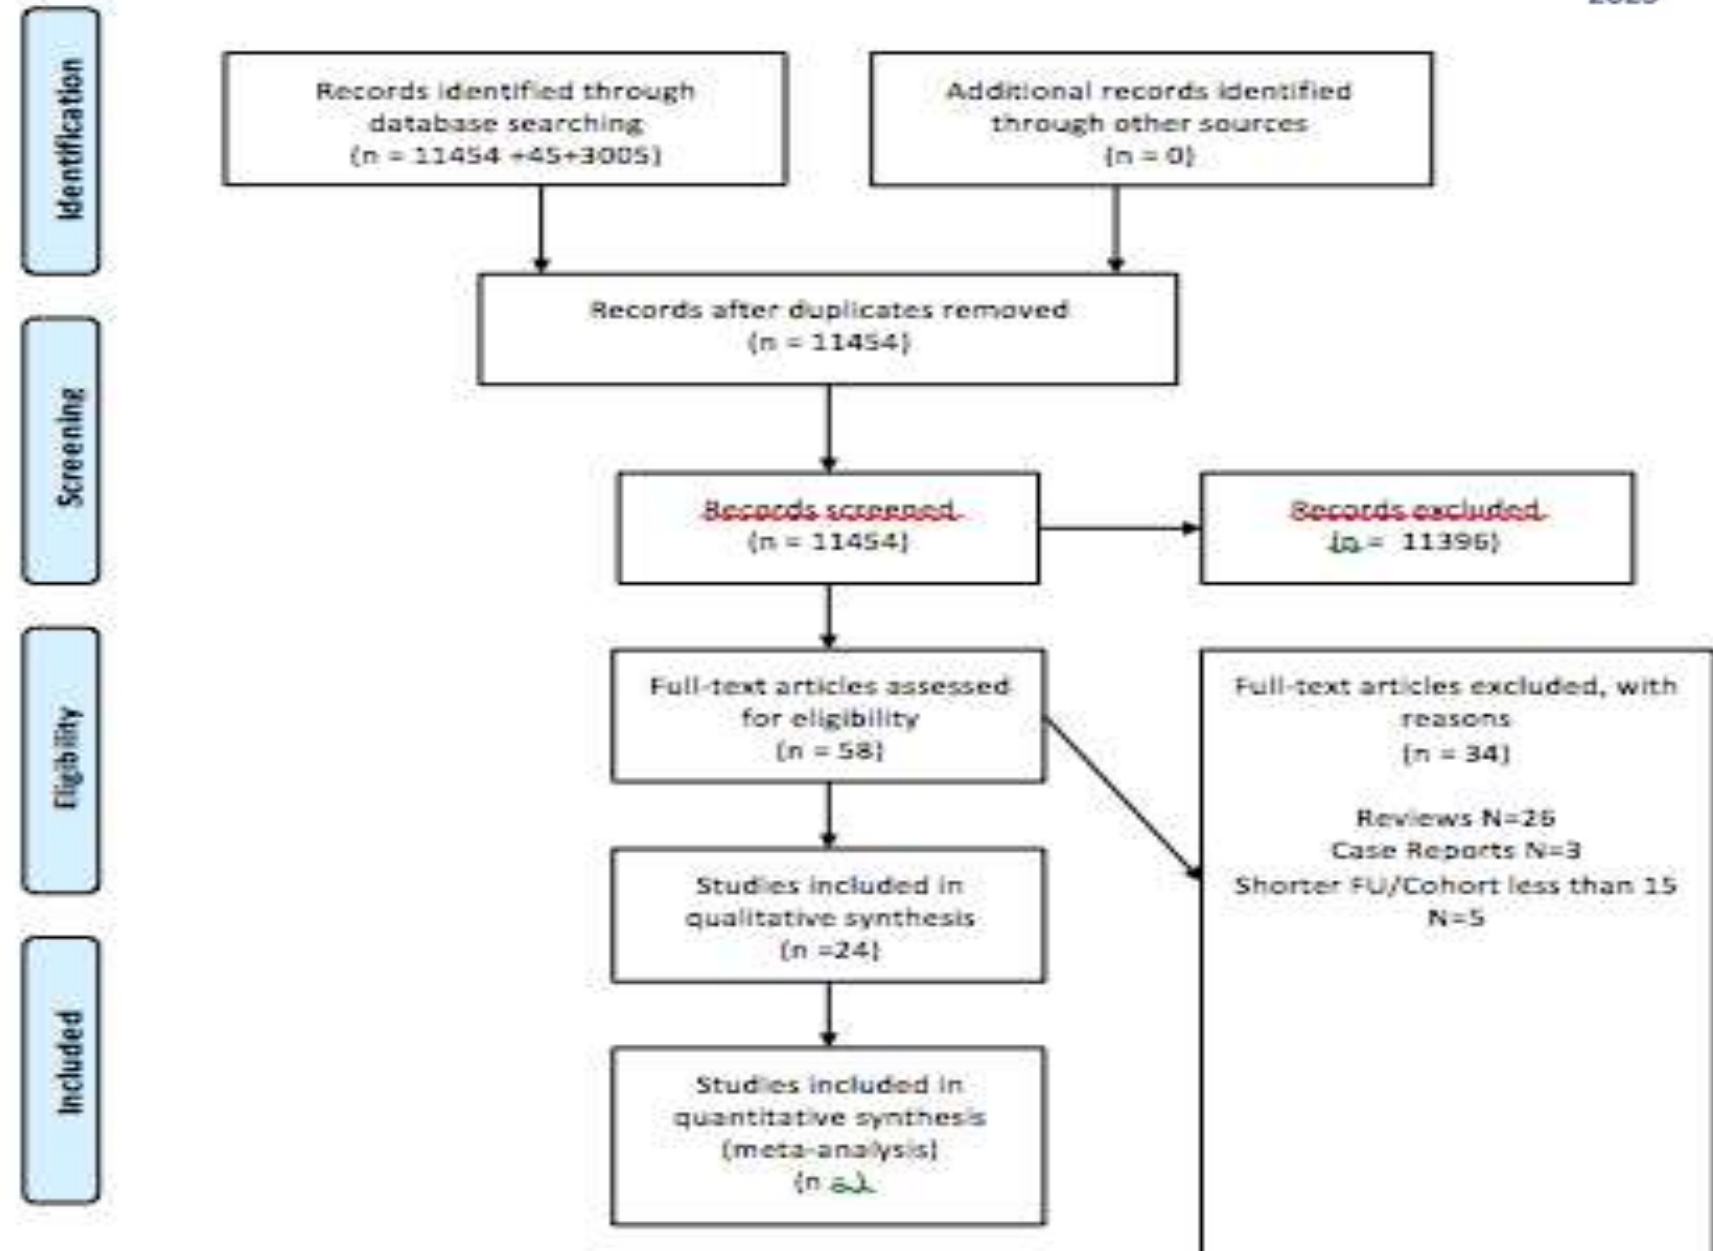 Identification
Records identified through
database searching
(n = 11454 +45+3005)
Additional records identified
through other sources
(n = 0)
Records after duplicates removed
(n = 11454)
Screening
Records screened
(n = 11454)
Records excluded
(n = 11396)
Eligibility
Full-text articles assessed
for eligibility
(n = 58)
Full-text articles excluded, with
reasons
(n = 34)
Reviews N=26
Case Reports N=3
Shorter FU/Cohort less than 15
N=5
Studies included in
qualitative synthesis
(n =24)
Included
Studies included in
quantitative synthesis
(meta-analysis)
(n = )